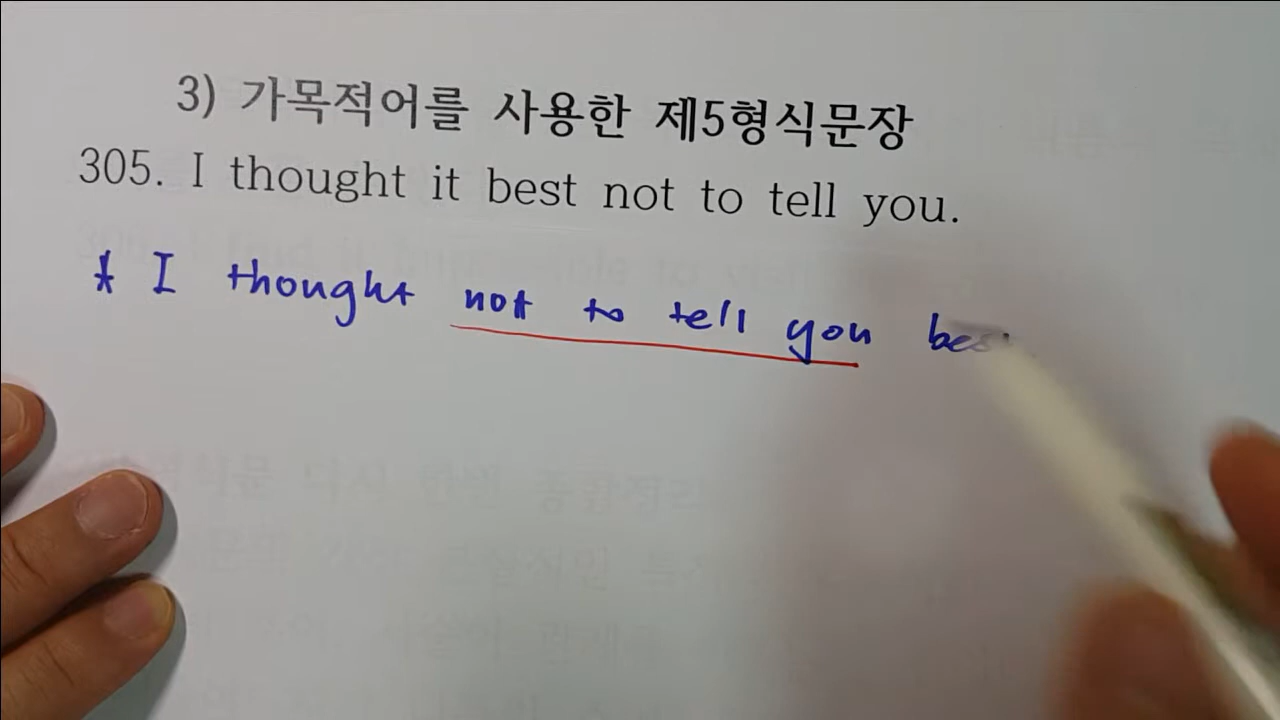 3) 가목적어를 사용한 제5형식문장
305. I thought it best not to tell you.
* I thought not to tell you